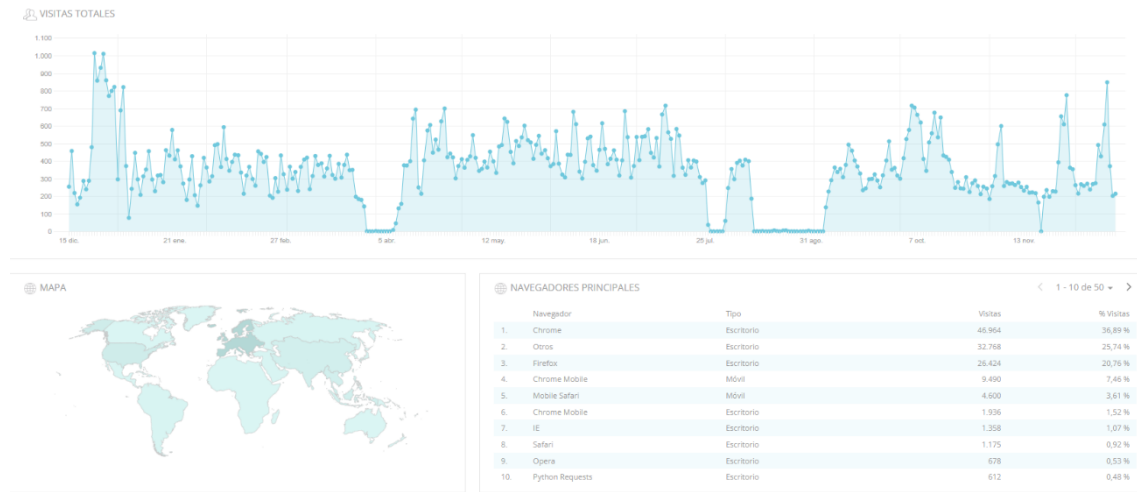 VISITAS TOTALES
1.100
1.000
900
800
700
600
500
400
300
200
100
0
15 dic. 21 ene. 27 feb. 5 abr. 12 may. 18 jun. 25 jul. 31 ago. 7 oct. 13 nov.
MAPA
NAVEGADORES PRINCIPALES 1 - 10 de 50
Navegador Tipo Visitas % Visitas
1. Chrome Escritorio 46.964 36,89 %
2. Otros Escritorio 32.768 25,74 %
3. Firefox Escritorio 26.424 20,76 %
4. Chrome Mobile Móvil 9.490 7,46 %
5. Mobile Safari Móvil 4.600 3,61 %
6. Chrome Mobile Escritorio 1.936 1,52 %
7. IE Escritorio 1.358 1,07 %
8. Safari Escritorio 1.175 0,92 %
9. Opera Escritorio 678 0,53 %
10. Python Requests Escritorio 612 0,48 %